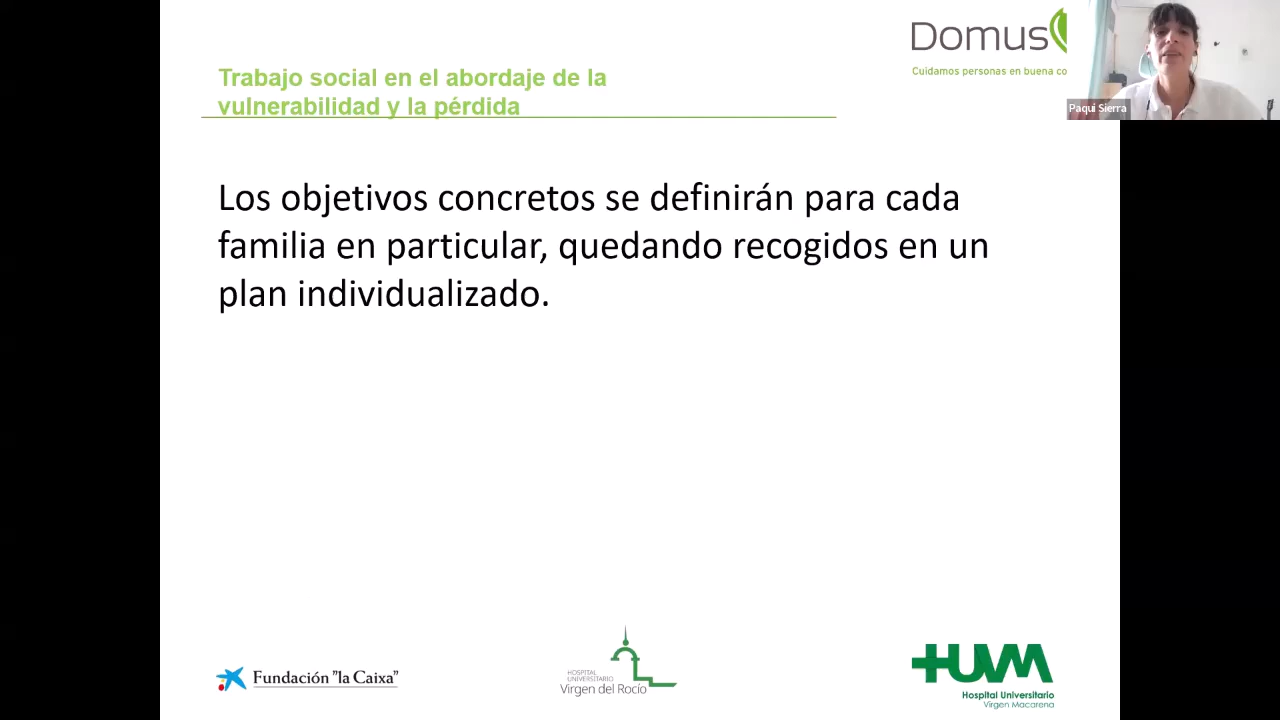 Domus
Cuidamos personas en buena co
Paqui Sierra
Trabajo social en el abordaje de la
vulnerabilidad y la pérdida
Los objetivos concretos se definirán para cada
familia en particular, quedando recogidos en un
plan individualizado.
Fundación "la Caixa"
HOSPITAL
UNIVERSITARIO
Virgen del Rocío
HUVM
Hospital Universitario
Virgen Macarena